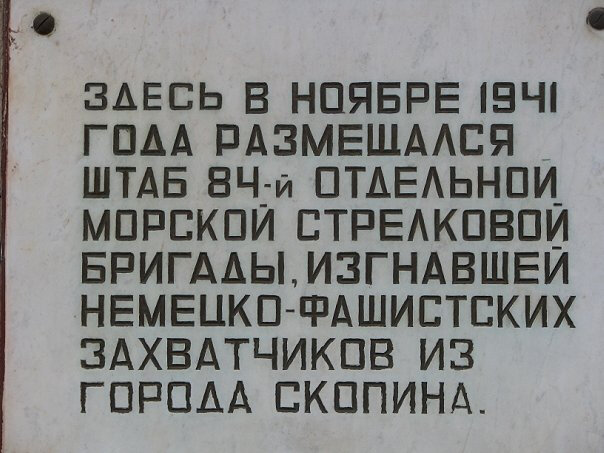 ЗДЕСЬ В НОЯБРЕ 1941
ГОДА РАЗМЕЩАЛСЯ
ШТАБ 84-й ОТДЕЛЬНОЙ
МОРСКОЙ СТРЕЛКОВОЙ
БРИГАДЫ, ИЗГНАВШЕЙ
НЕМЕЦКО-ФАШИСТСКИХ
ЗАХВАТЧИКОВ ИЗ
ГОРОДА СКОПИНА.